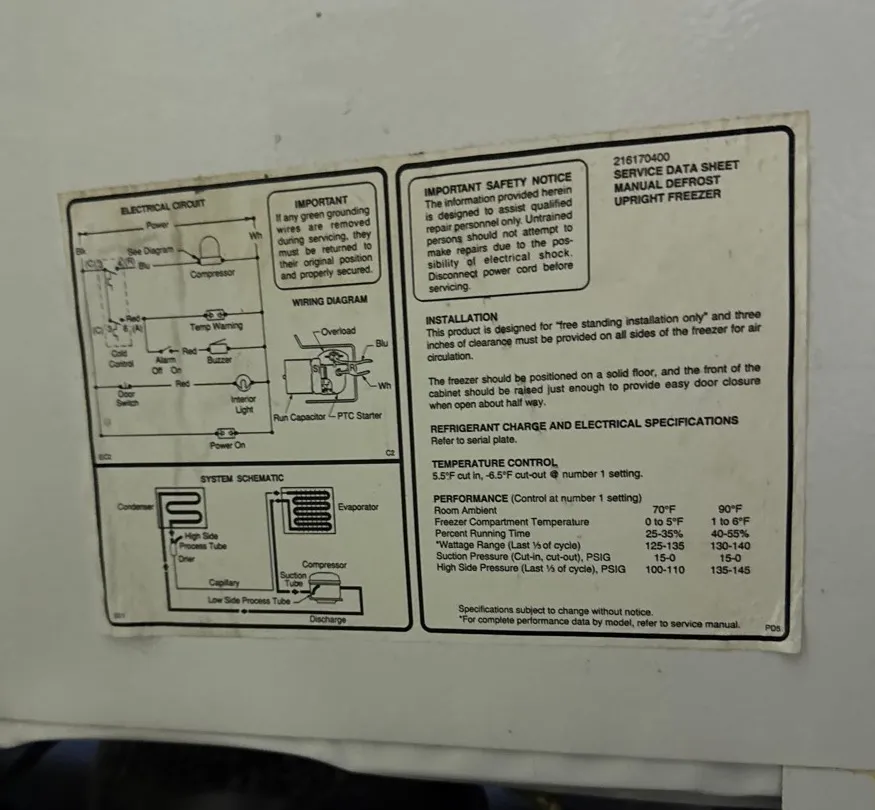 ELECTRICAL CIRCUIT
Power
Blk
Wh
See Diagram
(C) 3
(R)
Blu
Compressor
Red
(C) 3 6 (A)
Temp Warning
Cold
Control
Alarm
Off On
Red
Buzzer
Red
Door
Switch
Interior
Light
Power On
EC2
IMPORTANT
If any green grounding
wires are removed
during servicing, they
must be returned to
their original position
and properly secured.
WIRING DIAGRAM
Overload
Blu
S
R
Wh
Run Capacitor
PTC Starter
C2
SYSTEM SCHEMATIC
Condenser
Evaporator
High Side
Process Tube
Drier
Compressor
Suction
Tube
Capillary
Low Side Process Tube
Discharge
216170400
SERVICE DATA SHEET
MANUAL DEFROST
UPRIGHT FREEZER
IMPORTANT SAFETY NOTICE
The information provided herein
is designed to assist qualified
repair personnel only. Untrained
persons should not attempt to
make repairs due to the pos-
sibility of electrical shock.
Disconnect power cord before
servicing.
INSTALLATION
This product is designed for "free standing installation only" and three
inches of clearance must be provided on all sides of the freezer for air
circulation.
The freezer should be positioned on a solid floor, and the front of the
cabinet should be raised just enough to provide easy door closure
when open about half way.
REFRIGERANT CHARGE AND ELECTRICAL SPECIFICATIONS
Refer to serial plate.
TEMPERATURE CONTROL
5.5°F cut in, -6.5°F cut-out @ number 1 setting.
PERFORMANCE (Control at number 1 setting)
Room Ambient 70°F 90°F
Freezer Compartment Temperature 0 to 5°F 1 to 6°F
Percent Running Time 25-35% 40-55%
*Wattage Range (Last ⅓ of cycle) 125-135 130-140
Suction Pressure (Cut-in, cut-out), PSIG 15-0 15-0
High Side Pressure (Last ⅓ of cycle), PSIG 100-110 135-145
Specifications subject to change without notice.
*For complete performance data by model, refer to service manual.
PD8